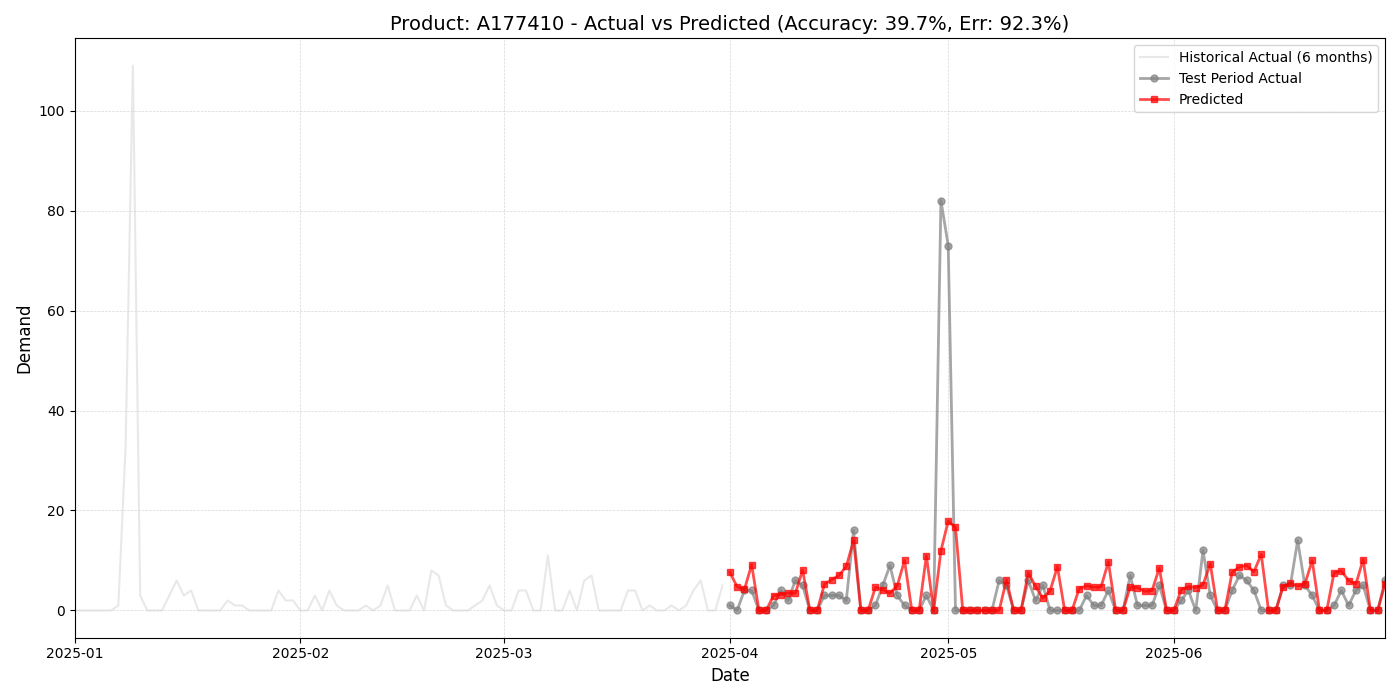 Product: A177410 - Actual vs Predicted (Accuracy: 39.7%, Err: 92.3%)
Historical Actual (6 months)
Test Period Actual
Predicted
Demand
100
80
60
40
20
0
2025-01
2025-02
2025-03
2025-04
2025-05
2025-06
Date